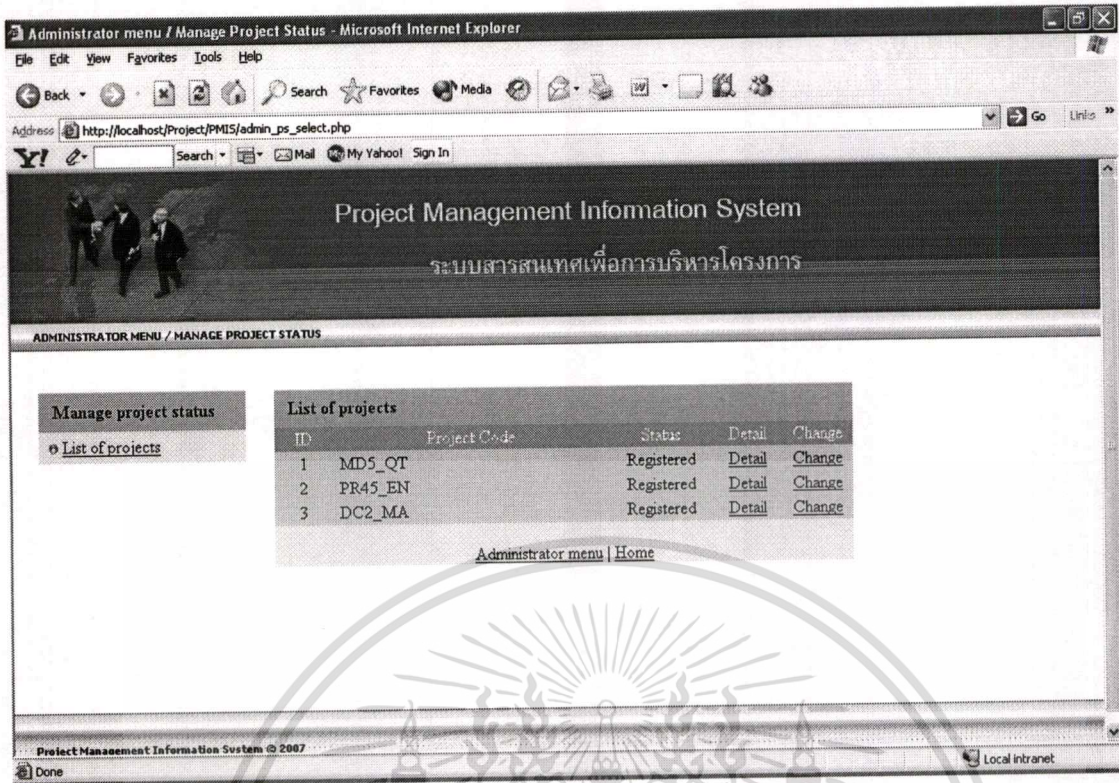 Administrator menu / Manage Project Status - Microsoft Internet Explorer
File Edit View Favorites Tools Help
Back Search Favorites Media
Address http://localhost/Project/PMIS/admin_ps_select.php Go Links »
Y! Search Mail My Yahoo! Sign In
Project Management Information System
ระบบสารสนเทศเพื่อการบริหารโครงการ
ADMINISTRATOR MENU / MANAGE PROJECT STATUS
Manage project status
List of projects
List of projects
ID Project Code Status Detail Change
1 MD5_QT Registered Detail Change
2 PR45_EN Registered Detail Change
3 DC2_MA Registered Detail Change
Administrator menu | Home
Project Management Information System © 2007
Done Local intranet